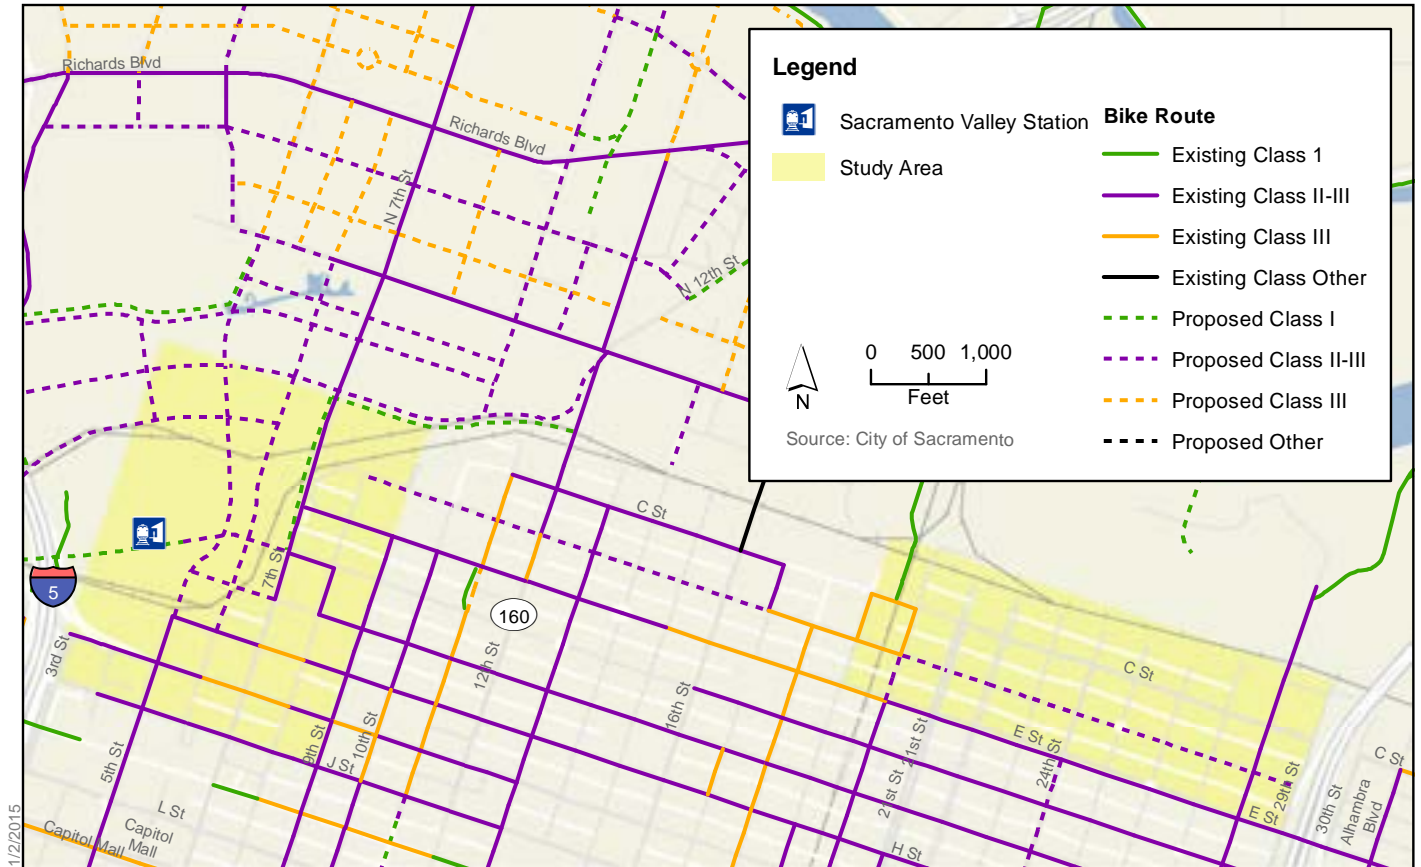 Richards Blvd
Richards Blvd
N 7th St
N 12th St
Legend
Sacramento Valley Station
Study Area
Bike Route
Existing Class 1
Existing Class II-III
Existing Class III
Existing Class Other
Proposed Class I
Proposed Class II-III
Proposed Class III
Proposed Other
0 500 1,000
Feet
N
Source: City of Sacramento
C St
7th St
5
160
3rd St
12th St
C St
16th St
9th St
10th St
J St
5th St
21st St
21st St
E St
24th St
29th St
E St
30th St
Alhambra
Blvd
C St
L St
Capitol Mall
Capitol
Mall
H St
1/2/2015